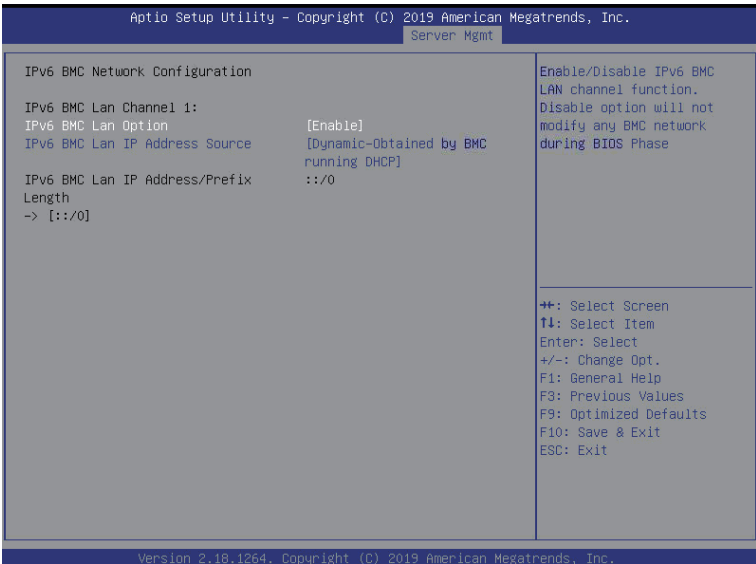 Aptio Setup Utility – Copyright (C) 2019 American Megatrends, Inc.
Server Mgmt
IPv6 BMC Network Configuration
IPv6 BMC Lan Channel 1:
IPv6 BMC Lan Option [Enable]
IPv6 BMC Lan IP Address Source [Dynamic-Obtained by BMC
running DHCP]
IPv6 BMC Lan IP Address/Prefix ::/0
Length
-> [::/0]
Enable/Disable IPv6 BMC
LAN channel function.
Disable option will not
modify any BMC network
during BIOS Phase
→←: Select Screen
↑↓: Select Item
Enter: Select
+/-: Change Opt.
F1: General Help
F3: Previous Values
F9: Optimized Defaults
F10: Save & Exit
ESC: Exit
Version 2.18.1264. Copyright (C) 2019 American Megatrends, Inc.